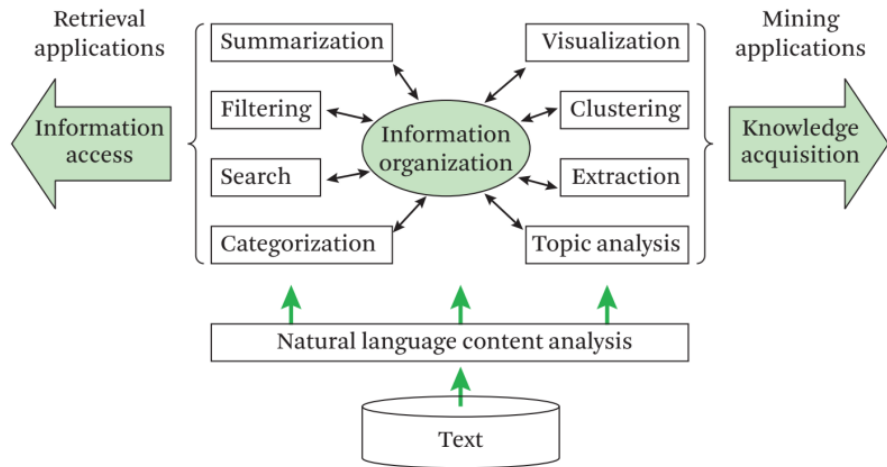 Retrieval
applications
Summarization
Visualization
Mining
applications
Filtering
Clustering
Information
access
Information
organization
Knowledge
acquisition
Search
Extraction
Categorization
Topic analysis
Natural language content analysis
Text